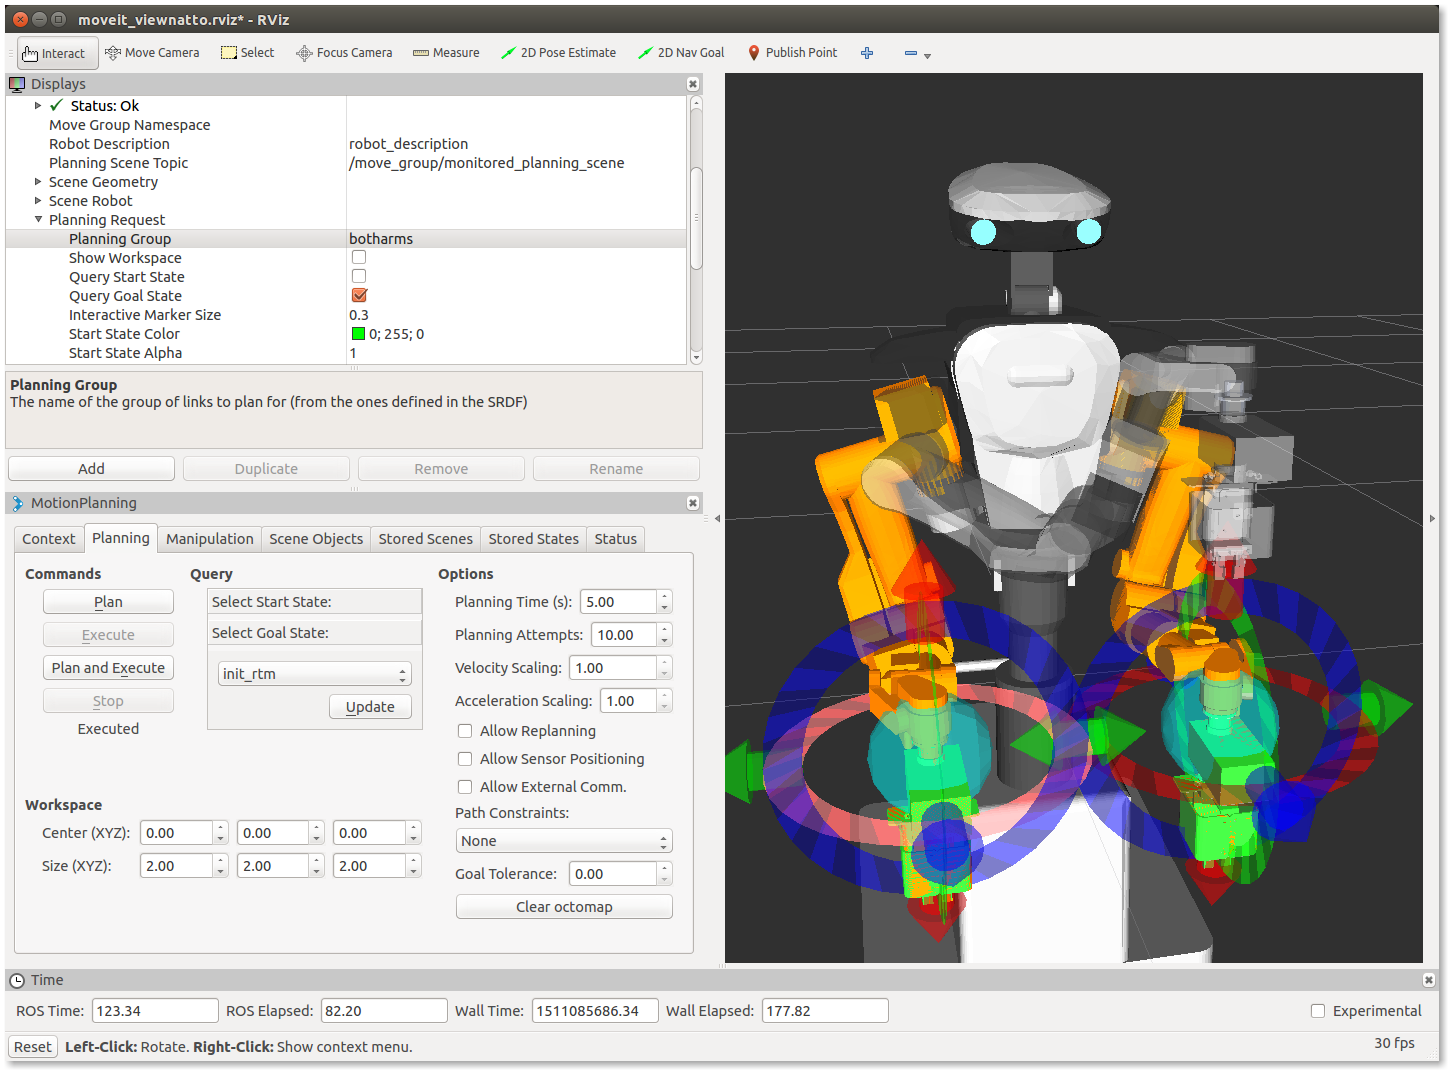 moveit_viewnatto.rviz* - RViz
Interact Move Camera Select Focus Camera Measure 2D Pose Estimate 2D Nav Goal Publish Point
Displays
Status: Ok
Move Group Namespace
Robot Description robot_description
Planning Scene Topic /move_group/monitored_planning_scene
Scene Geometry
Scene Robot
Planning Request
Planning Group botharms
Show Workspace
Query Start State
Query Goal State
Interactive Marker Size 0.3
Start State Color 0; 255; 0
Start State Alpha 1
Planning Group
The name of the group of links to plan for (from the ones defined in the SRDF)
Add Duplicate Remove Rename
MotionPlanning
Context Planning Manipulation Scene Objects Stored Scenes Stored States Status
Commands Query Options
Plan Select Start State: Planning Time (s): 5.00
Execute Select Goal State: Planning Attempts: 10.00
Plan and Execute init_rtm Velocity Scaling: 1.00
Stop Update Acceleration Scaling: 1.00
Executed Allow Replanning
Allow Sensor Positioning
Allow External Comm.
Workspace Path Constraints:
Center (XYZ): 0.00 0.00 0.00 None
Size (XYZ): 2.00 2.00 2.00 Goal Tolerance: 0.00
Clear octomap
Time
ROS Time: 123.34 ROS Elapsed: 82.20 Wall Time: 1511085686.34 Wall Elapsed: 177.82 Experimental
Reset Left-Click: Rotate. Right-Click: Show context menu. 30 fps